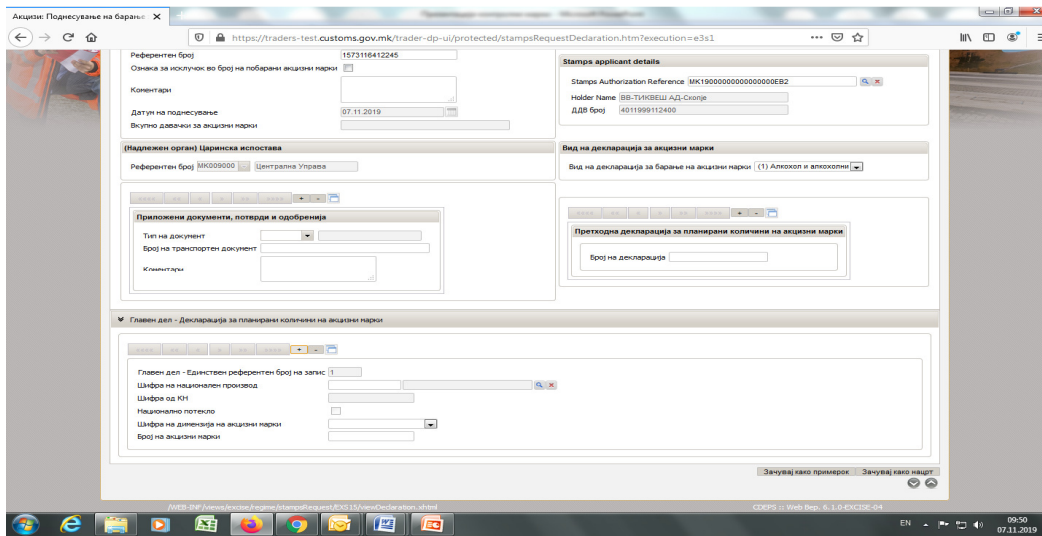 Акцизи: Поднесување на барањ
https://traders-test.customs.gov.mk/trader-dp-ui/protected/stampsRequestDeclaration.htm?execution=e3s1
Референтен број 1573116412245
Ознака за исклучок во број на побарани акцизни марки
Коментари
Датум на поднесување 07.11.2019
Вкупно давачки за акцизни марки
Stamps applicant details
Stamps Authorization Reference MK19000000000000000EB2
Holder Name ВВ-ТИКВЕШ АД-Скопје
ДДВ број 4011999112400
(Надлежен орган) Царинска испостава
Референтен број MK009000 Централна Управа
Вид на декларација за акцизни марки
Вид на декларација за барање на акцизни марки (1) Алкохол и алкохолни
Приложени документи, потврди и одобренија
Тип на документ
Број на транспортен документ
Коментари
Претходна декларација за планирани количини на акцизни марки
Број на декларација
Главен дел - Декларација за планирани количини на акцизни марки
Главен дел - Единствен референтен број на запис 1
Шифра на национален производ
Шифра од КН
Национално потекло
Шифра на димензија на акцизни марки
Број на акцизни марки
Зачувај како примерок Зачувај како нацрт
/WEB-INF/views/excise/regime/stampsRequest/EXS15/viewDeclaration.xhtml
CDEPS :: Web Вер. 6.1.0-EXCISE-04
EN
09:50
07.11.2019